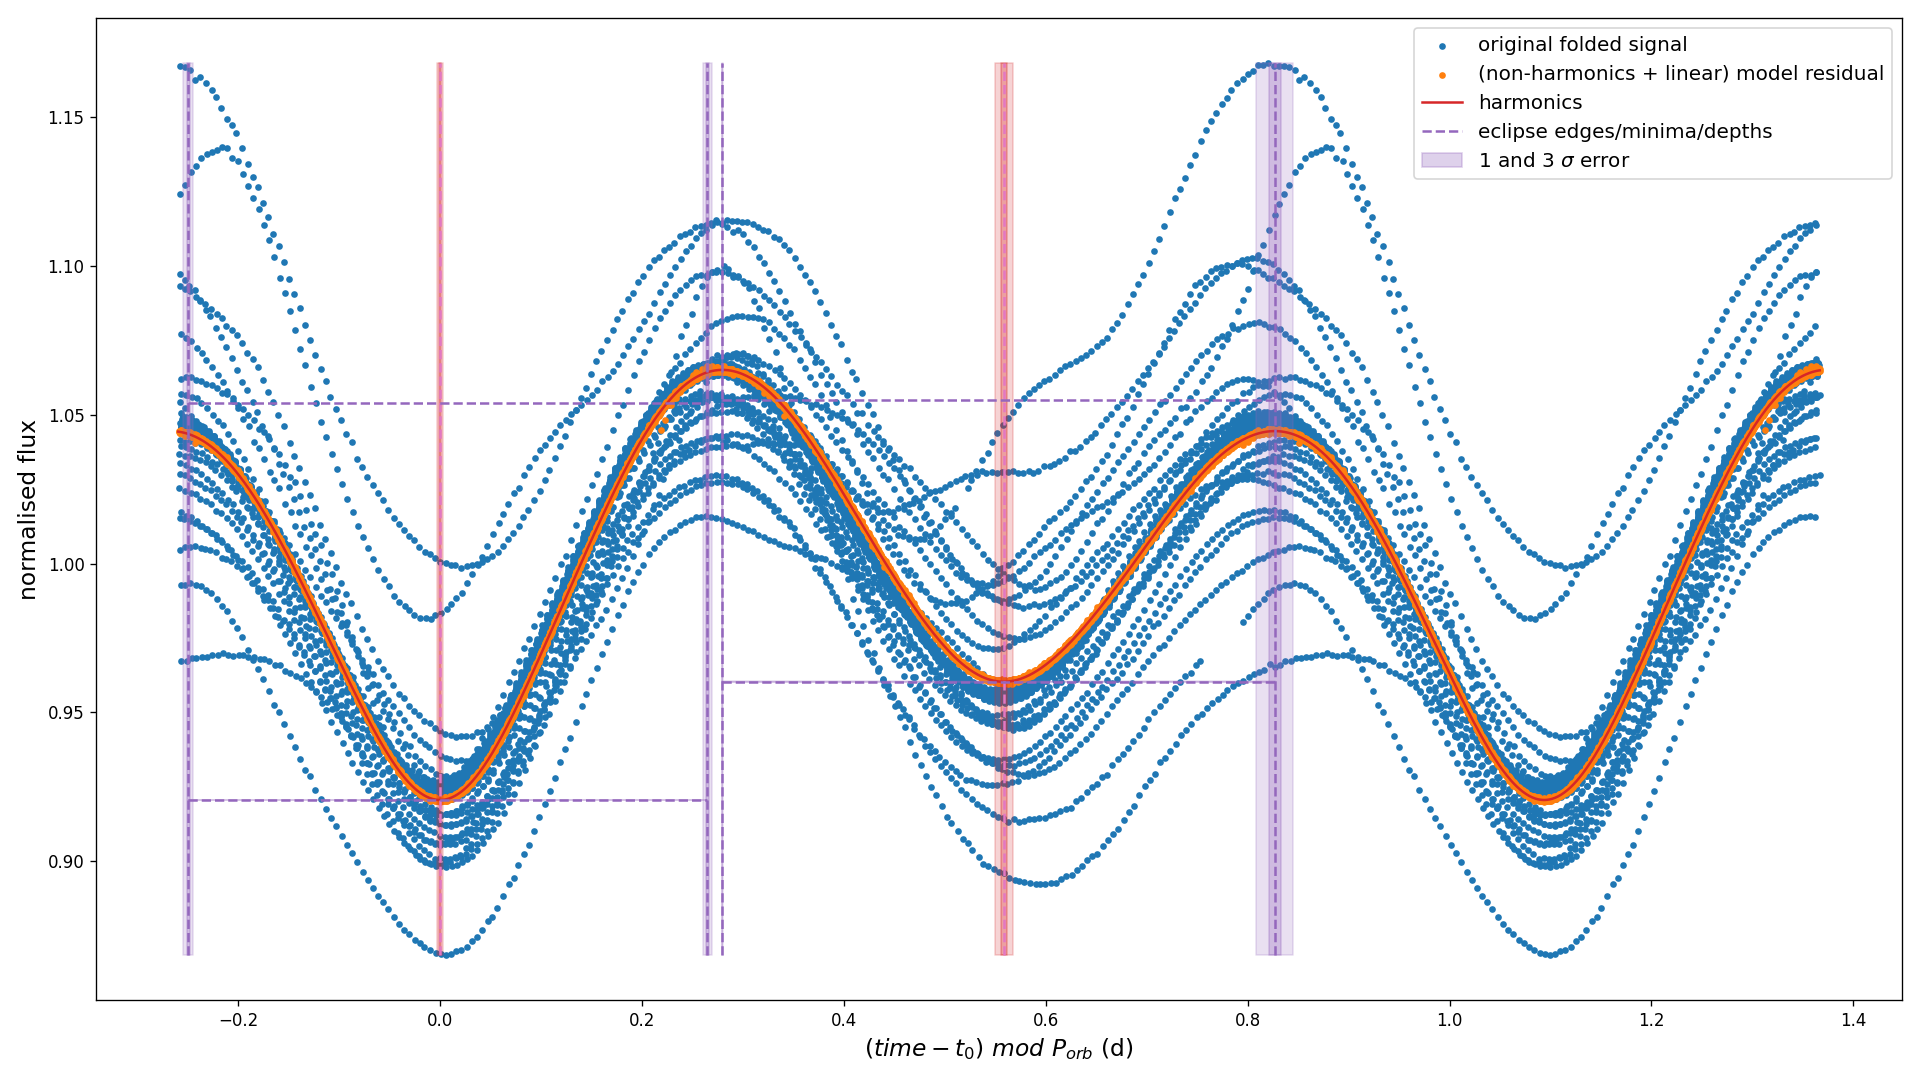 original folded signal
(non-harmonics + linear) model residual
harmonics
eclipse edges/minima/depths
1 and 3 σ error
normalised flux
1.15
1.10
1.05
1.00
0.95
0.90
−0.2 0.0 0.2 0.4 0.6 0.8 1.0 1.2 1.4
(time − t₀) mod P_orb (d)